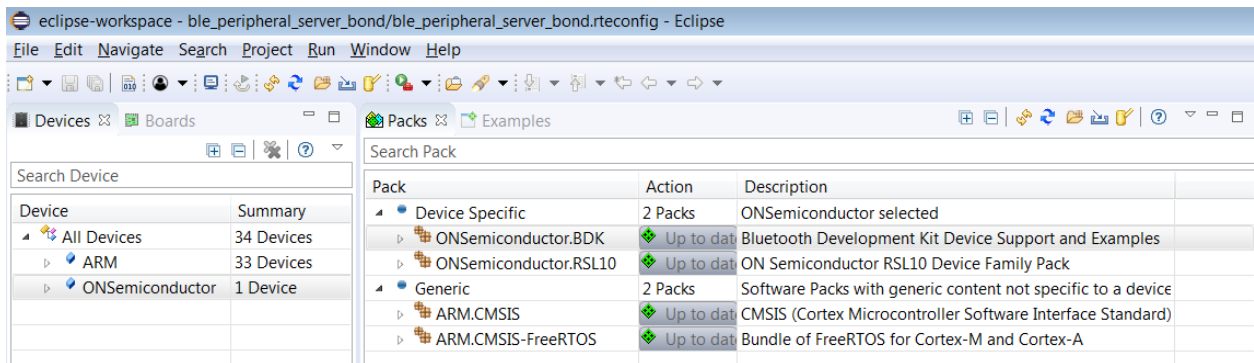 eclipse-workspace - ble_peripheral_server_bond/ble_peripheral_server_bond.rteconfig - Eclipse
File Edit Navigate Search Project Run Window Help
Devices Boards
Packs Examples
Search Device
Search Pack
Device Summary
All Devices 34 Devices
ARM 33 Devices
ONSemiconductor 1 Device
Pack Action Description
Device Specific 2 Packs ONSemiconductor selected
ONSemiconductor.BDK Up to dat Bluetooth Development Kit Device Support and Examples
ONSemiconductor.RSL10 Up to dat ON Semiconductor RSL10 Device Family Pack
Generic 2 Packs Software Packs with generic content not specific to a device
ARM.CMSIS Up to dat CMSIS (Cortex Microcontroller Software Interface Standard)
ARM.CMSIS-FreeRTOS Up to dat Bundle of FreeRTOS for Cortex-M and Cortex-A